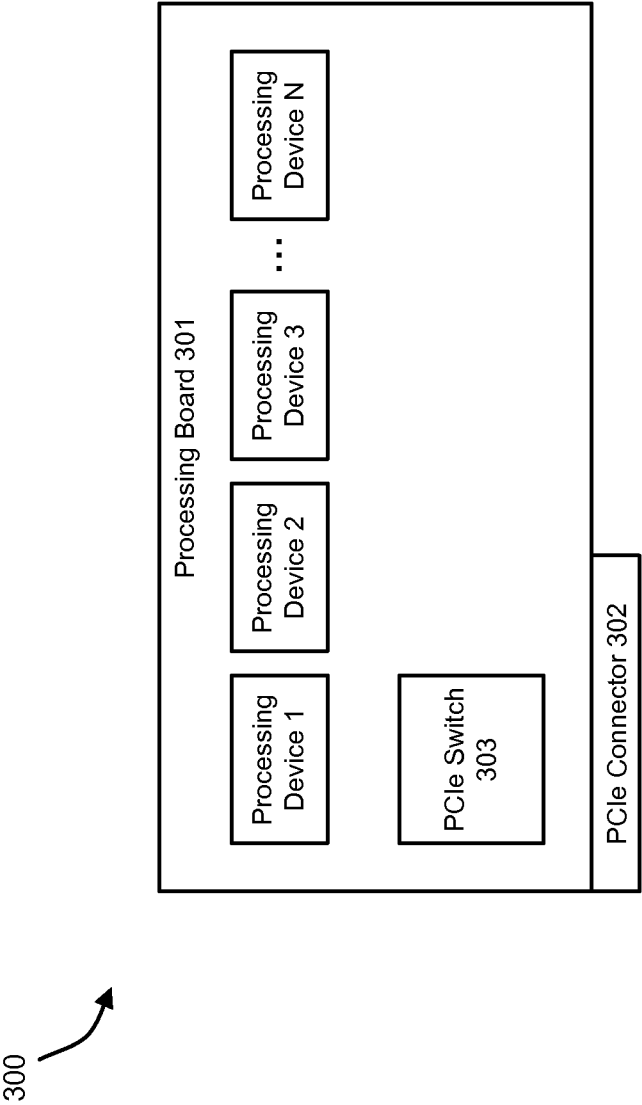 Processing Board 301
Processing
Device 1
Processing
Device 2
Processing
Device 3
...
Processing
Device N
PCIe Switch
303
PCIe Connector 302
300